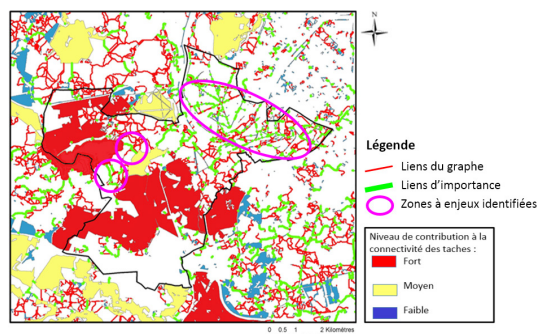 N
Légende
Liens du graphe
Liens d'importance
Zones à enjeux identifiées
Niveau de contribution à la
connectivité des taches :
Fort
Moyen
Faible
0 0.5 1 2 Kilomètres